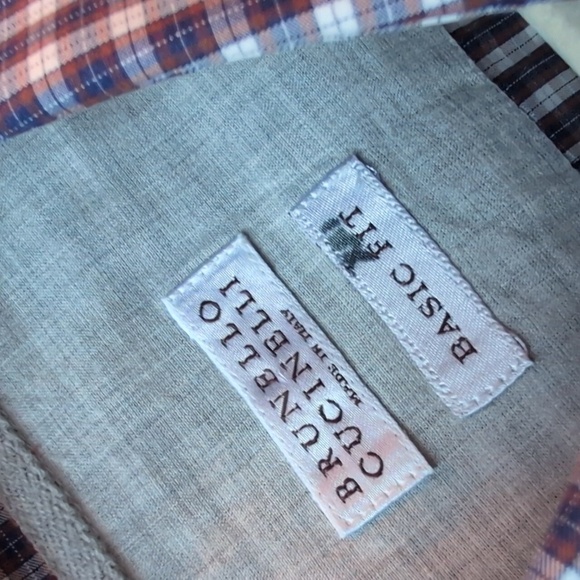 BRUNELLO
CUCINELLI
MADE IN ITALY
BASIC FIT